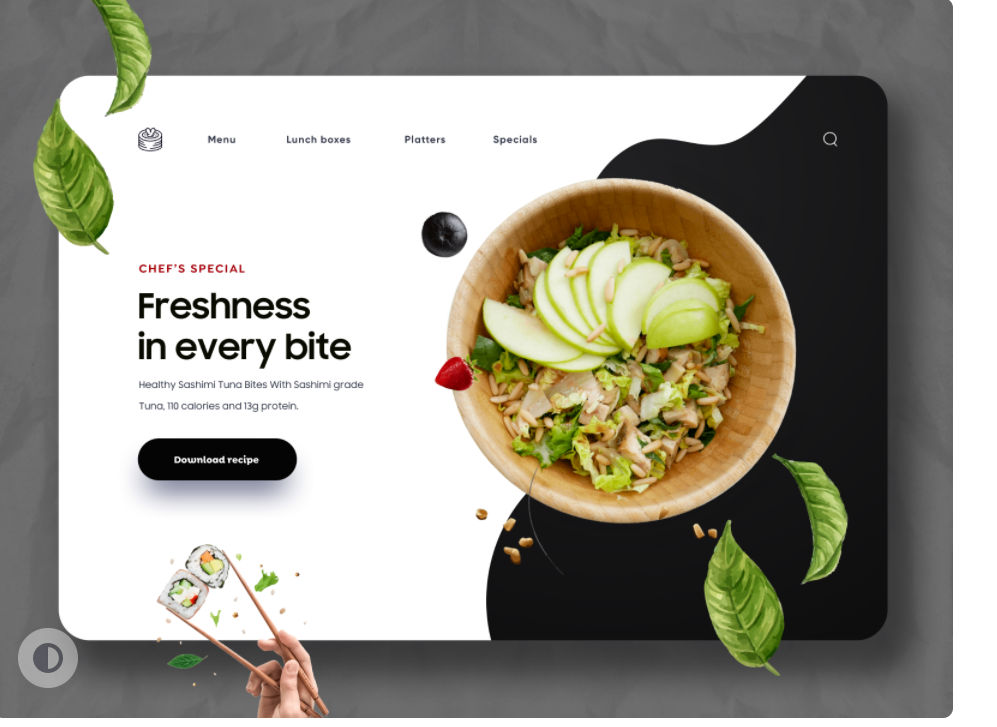 Menu
Lunch boxes
Platters
Specials
CHEF'S SPECIAL
Freshness
in every bite
Healthy Sashimi Tuna Bites With Sashimi grade
Tuna, 110 calories and 13g protein.
Download recipe